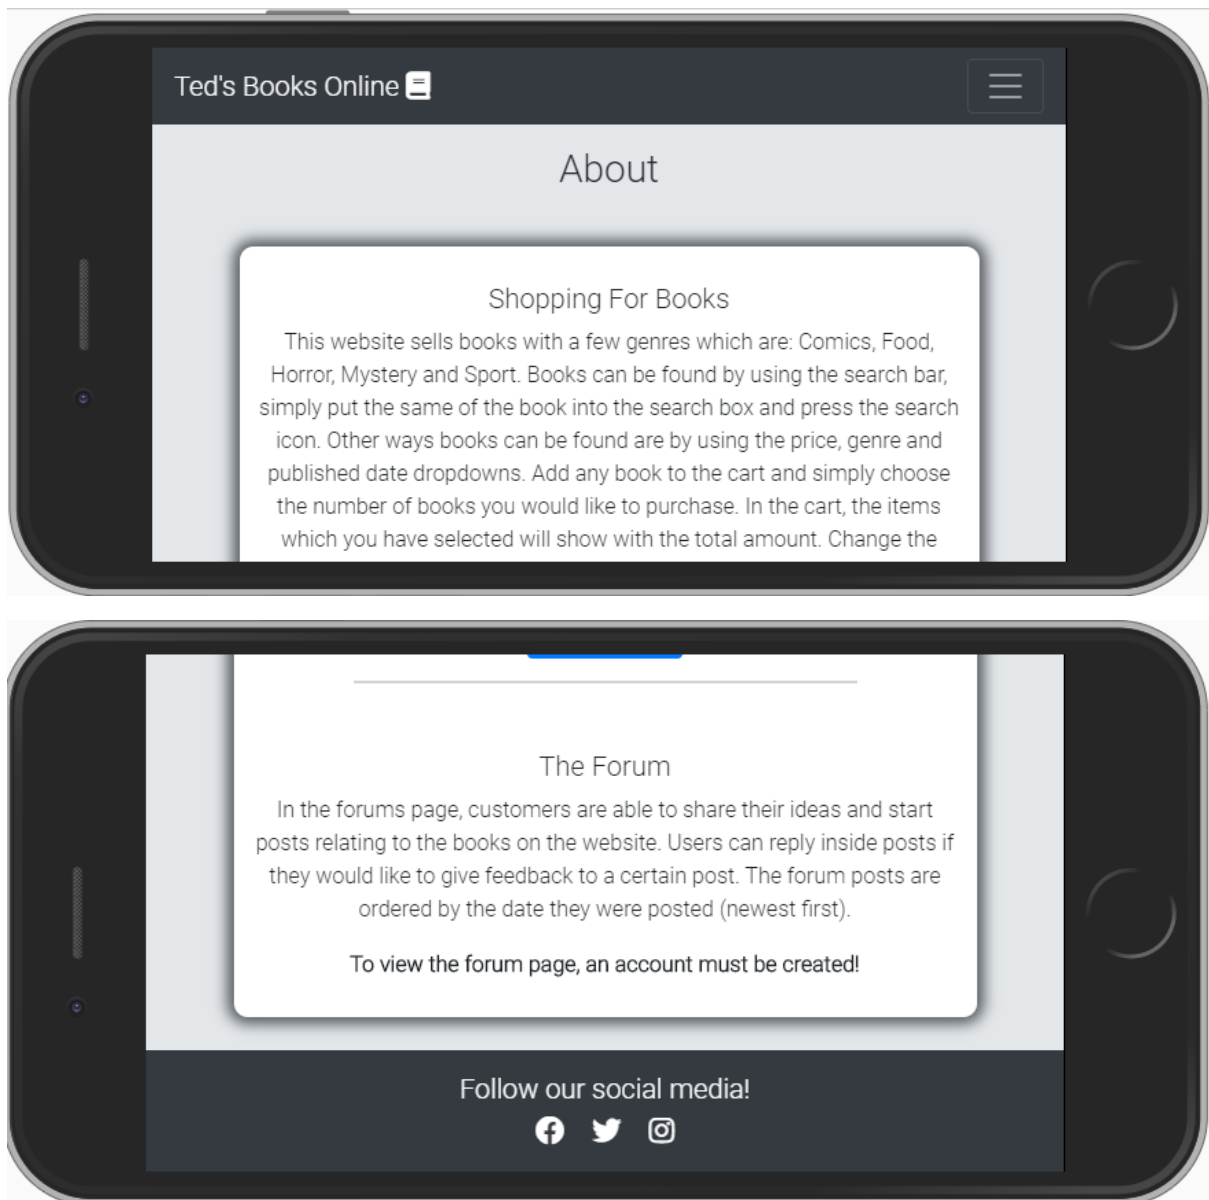 Ted's Books Online
About
Shopping For Books
This website sells books with a few genres which are: Comics, Food,
Horror, Mystery and Sport. Books can be found by using the search bar,
simply put the same of the book into the search box and press the search
icon. Other ways books can be found are by using the price, genre and
published date dropdowns. Add any book to the cart and simply choose
the number of books you would like to purchase. In the cart, the items
which you have selected will show with the total amount. Change the
The Forum
In the forums page, customers are able to share their ideas and start
posts relating to the books on the website. Users can reply inside posts if
they would like to give feedback to a certain post. The forum posts are
ordered by the date they were posted (newest first).
To view the forum page, an account must be created!
Follow our social media!